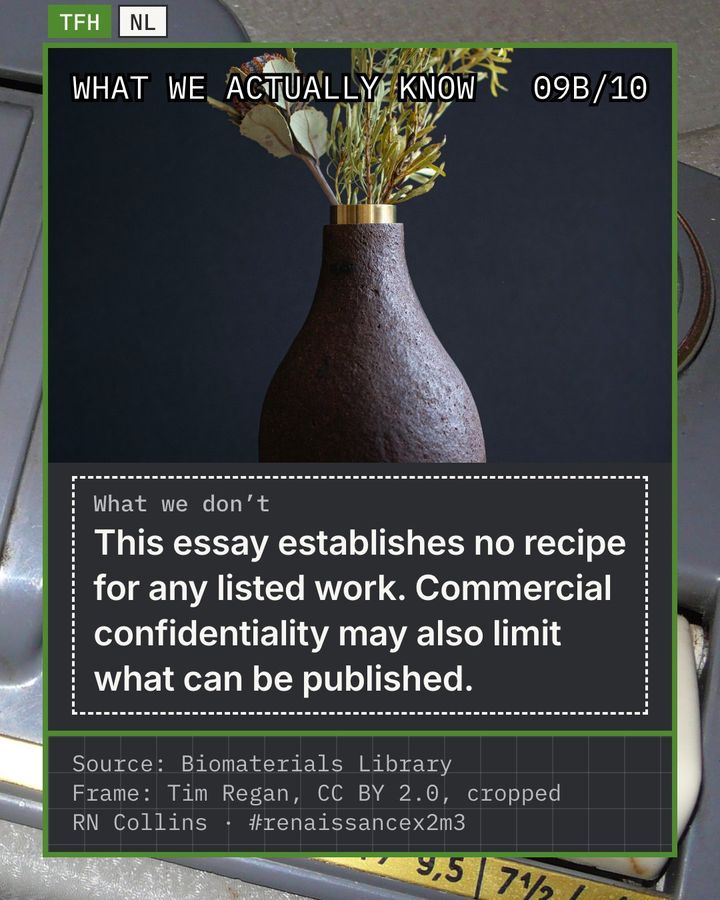 TFH NL
WHAT WE ACTUALLY KNOW 09B/10
What we don’t
This essay establishes no recipe
for any listed work. Commercial
confidentiality may also limit
what can be published.
Source: Biomaterials Library
Frame: Tim Regan, CC BY 2.0, cropped
RN Collins · #renaissancex2m3
9,5 7½